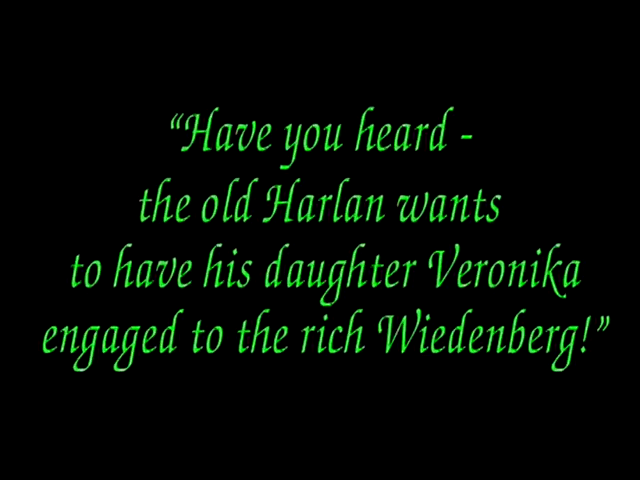 “Have you heard -
the old Harlan wants
to have his daughter Veronika
engaged to the rich Wiedenberg!”